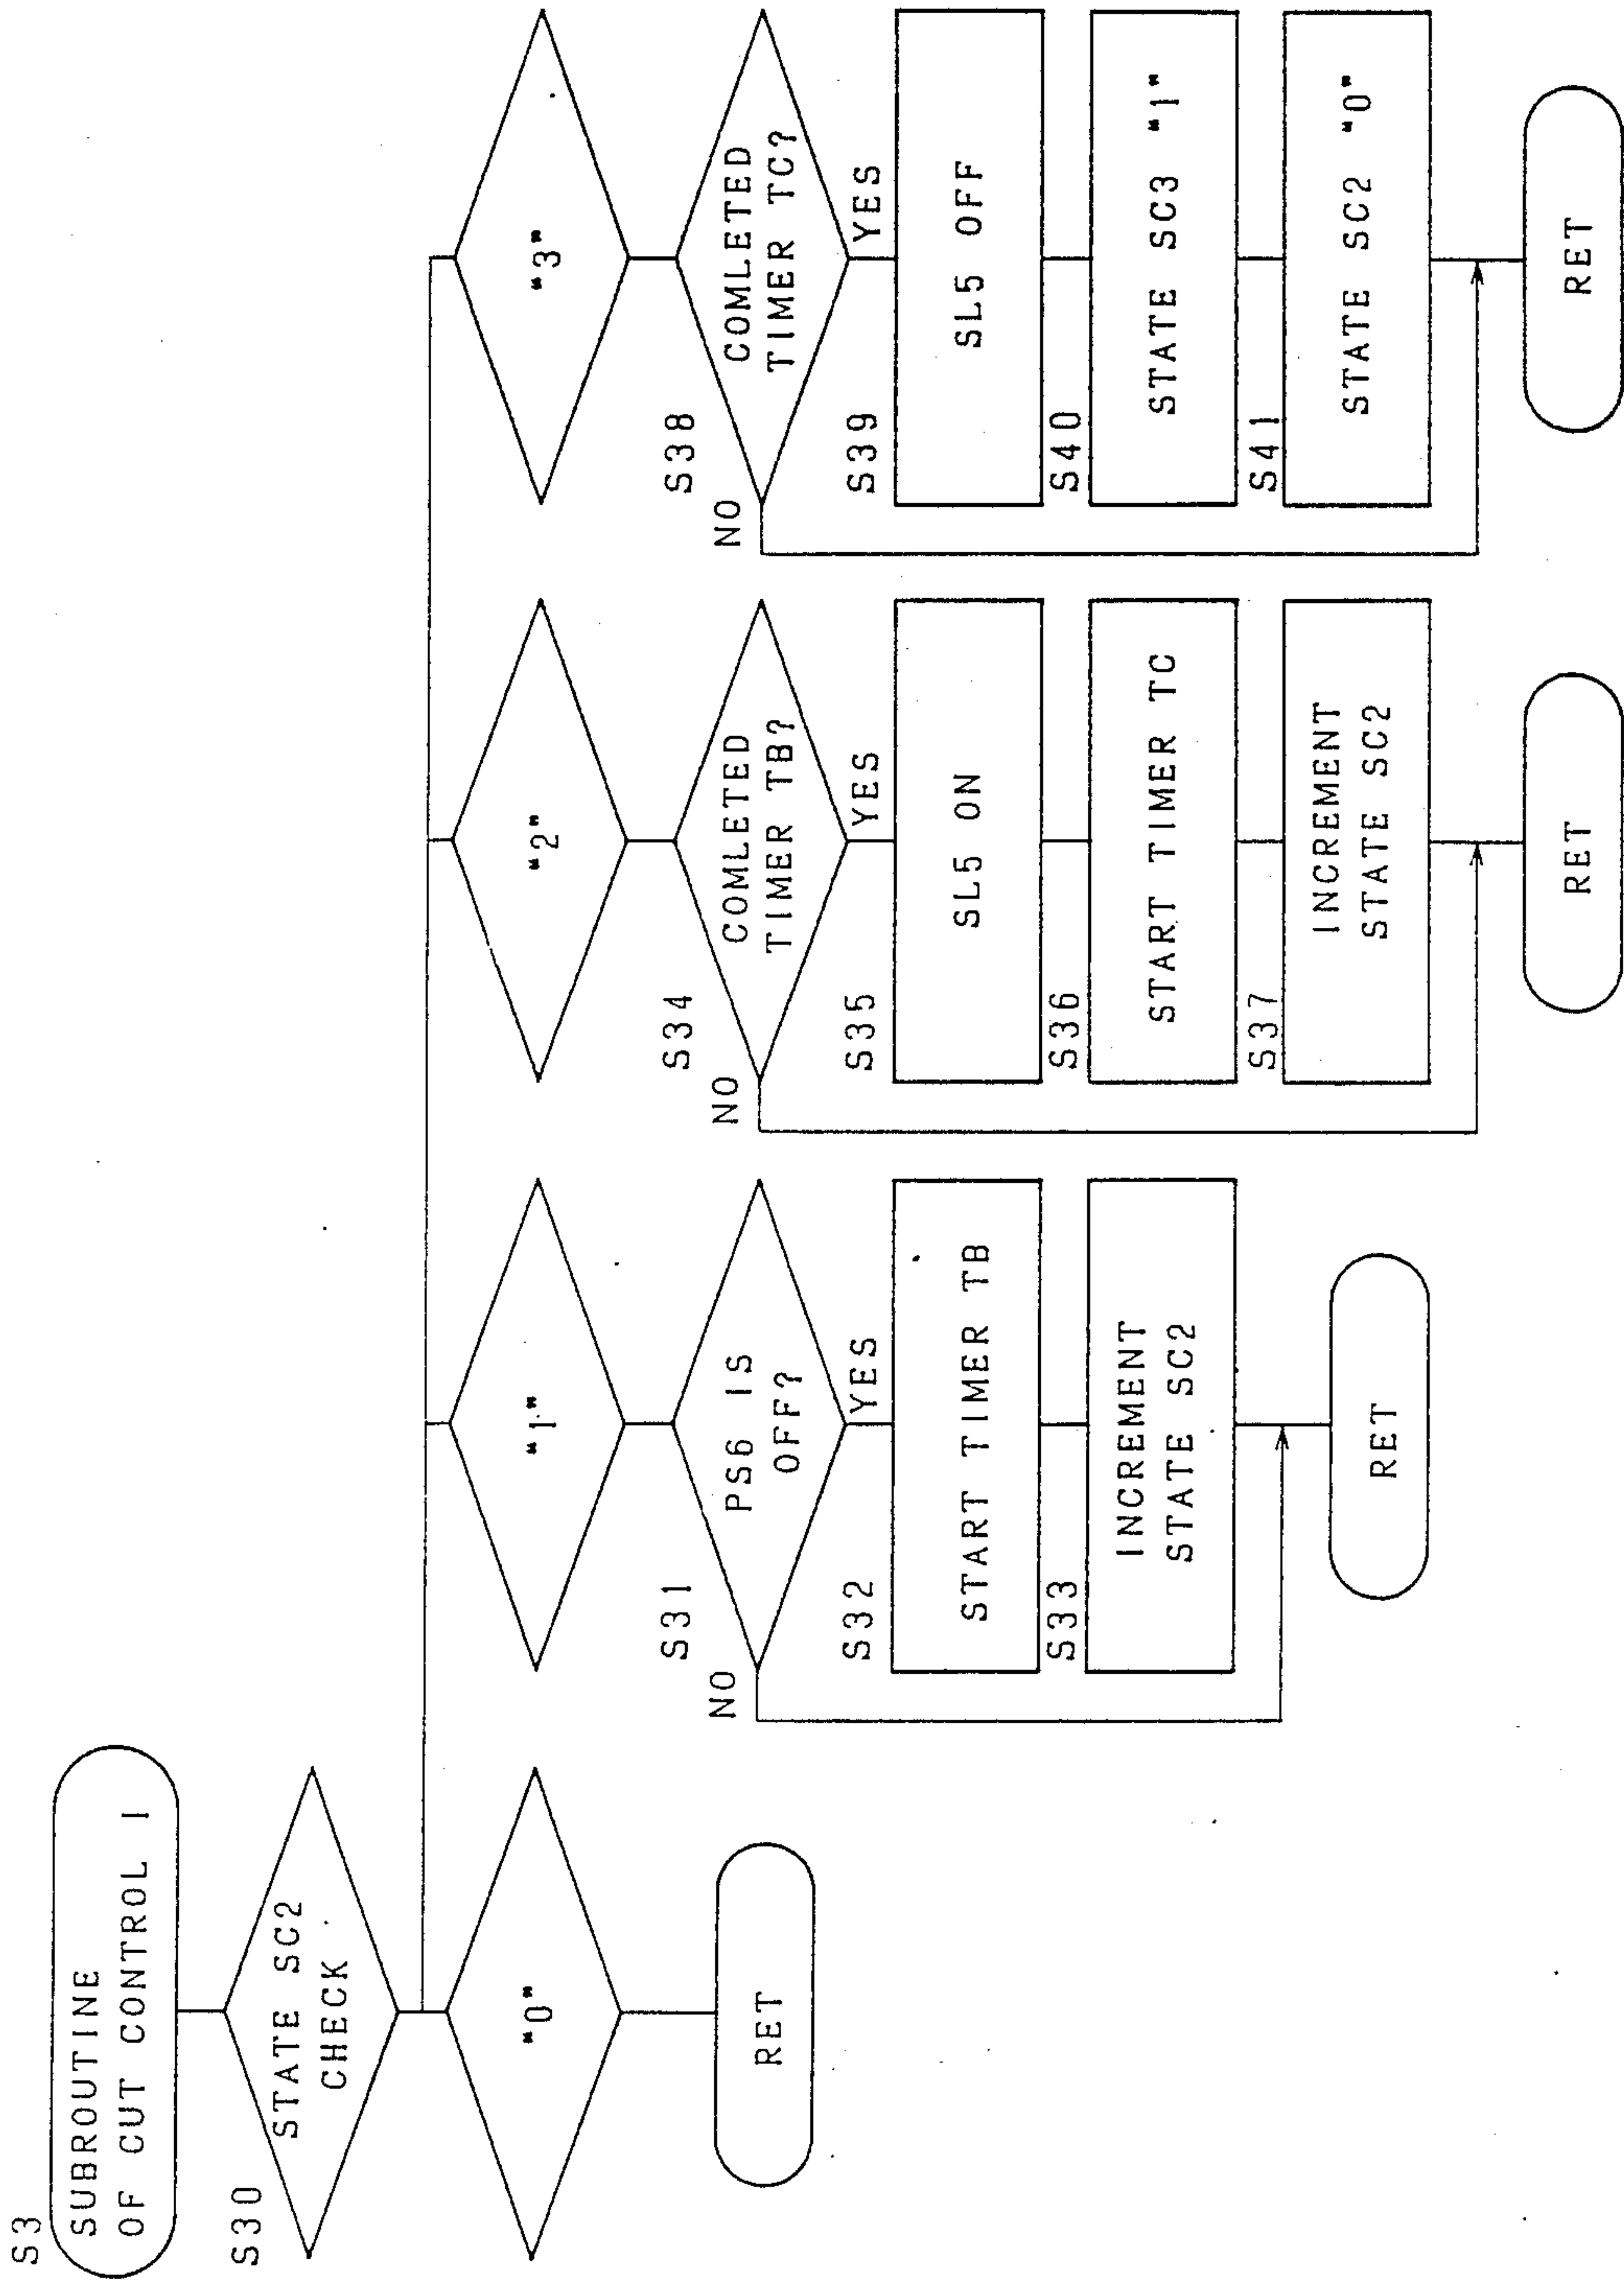 S3
SUBROUTINE
OF CUT CONTROL I
S30
STATE SC2
CHECK
"0"
RET
"1"
S31
PS6 IS
OFF?
NO
YES
S32
START TIMER TB
S33
INCREMENT
STATE SC2
RET
"2"
S34
COMLETED
TIMER TB?
NO
YES
S35
SL5 ON
S36
START TIMER TC
S37
INCREMENT
STATE SC2
RET
"3"
S38
COMLETED
TIMER TC?
NO
YES
S39
SL5 OFF
S40
STATE SC3 "1"
S41
STATE SC2 "0"
RET